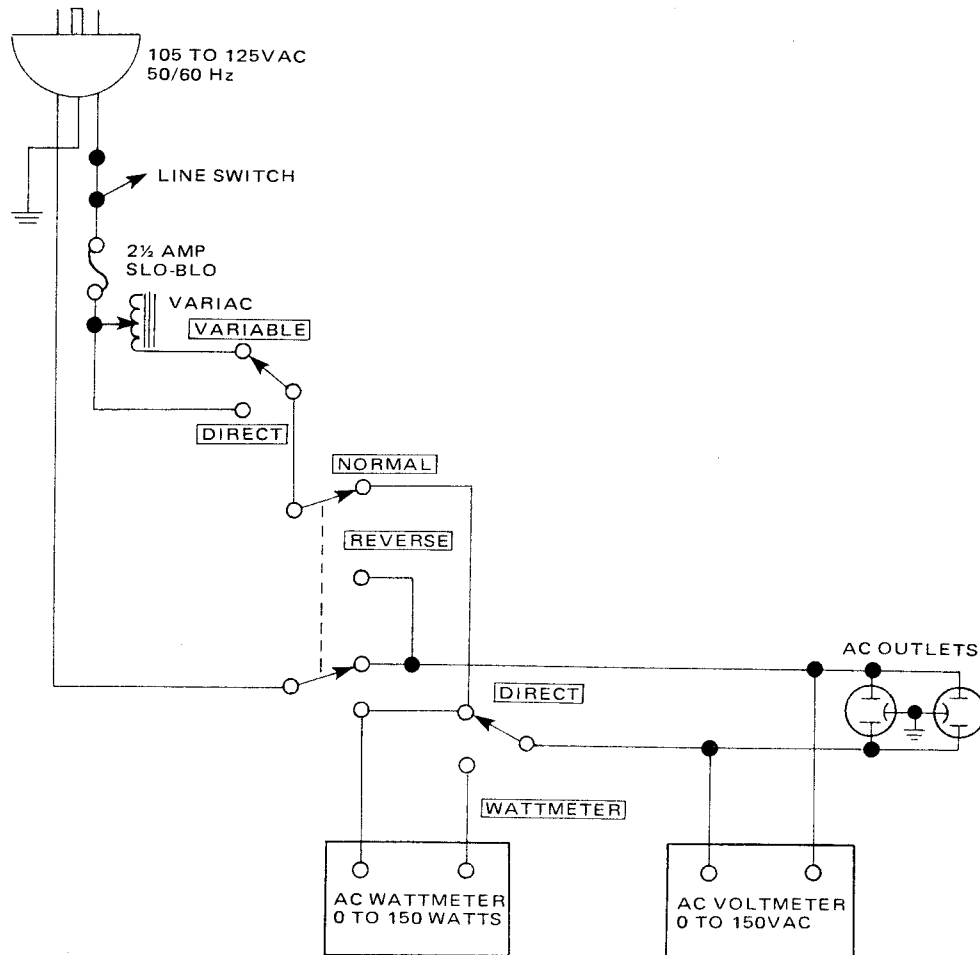 105 TO 125VAC
50/60 Hz
LINE SWITCH
2½ AMP
SLO-BLO
VARIAC
VARIABLE
DIRECT
NORMAL
REVERSE
AC OUTLETS
DIRECT
WATTMETER
AC WATTMETER
0 TO 150 WATTS
AC VOLTMETER
0 TO 150VAC